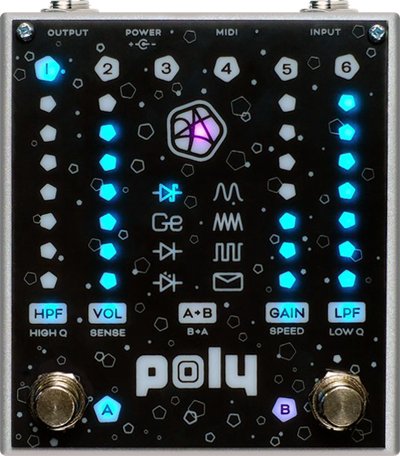 OUTPUT POWER MIDI INPUT
1 2 3 4 5 6
Ge
HPF VOL A→B GAIN LPF
HIGH Q SENSE B→A SPEED LOW Q
poly
A B